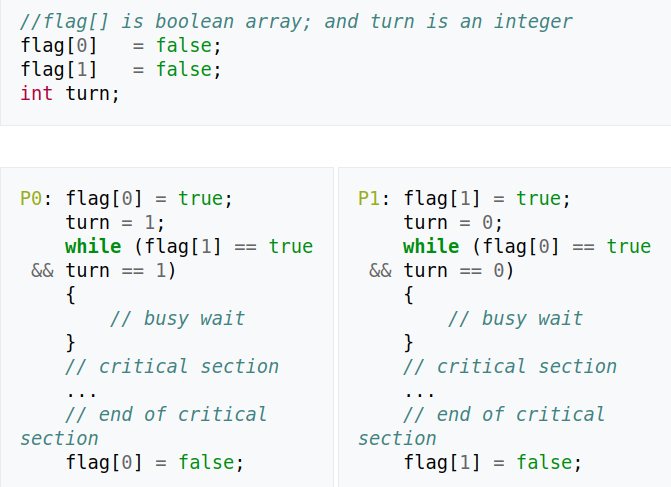 //flag[] is boolean array; and turn is an integer
flag[0]   = false;
flag[1]   = false;
int turn;
P0: flag[0] = true;
    turn = 1;
    while (flag[1] == true
 && turn == 1)
    {
        // busy wait
    }
    // critical section
    ...
    // end of critical
section
    flag[0] = false;
P1: flag[1] = true;
    turn = 0;
    while (flag[0] == true
 && turn == 0)
    {
        // busy wait
    }
    // critical section
    ...
    // end of critical
section
    flag[1] = false;